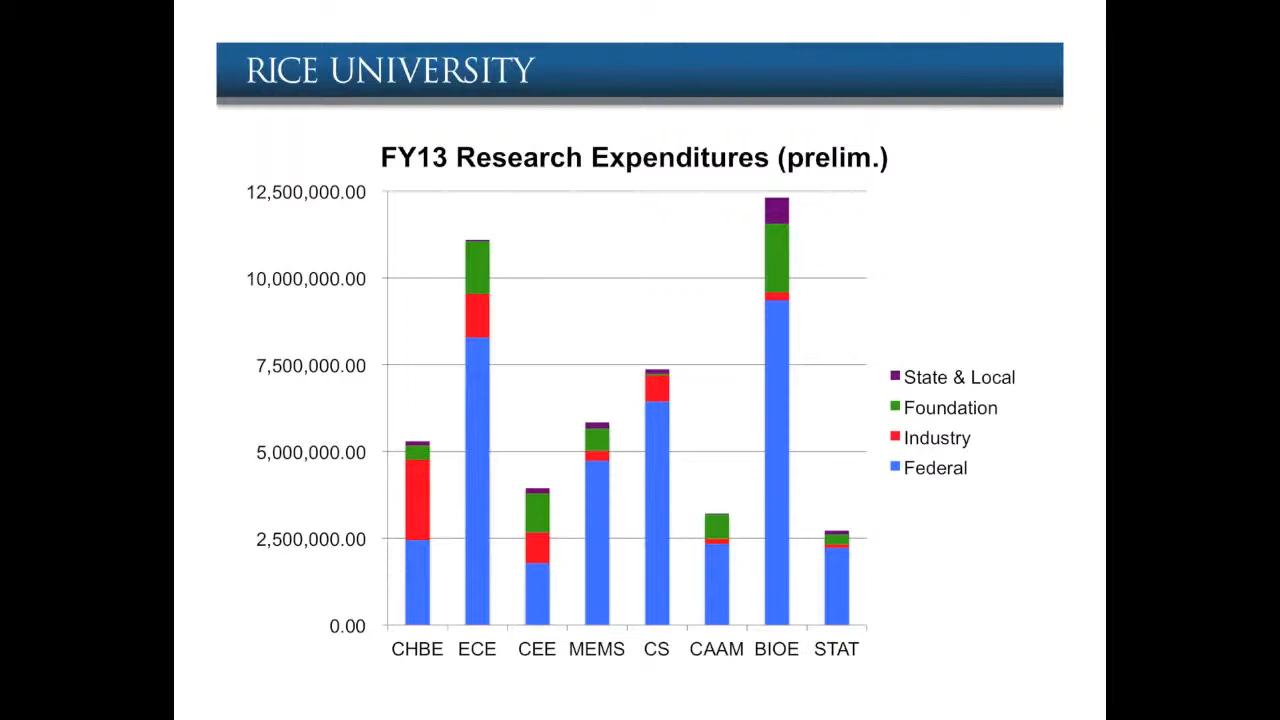 RICE UNIVERSITY
FY13 Research Expenditures (prelim.)
12,500,000.00
10,000,000.00
7,500,000.00
5,000,000.00
2,500,000.00
0.00
CHBE ECE CEE MEMS CS CAAM BIOE STAT
State & Local
Foundation
Industry
Federal